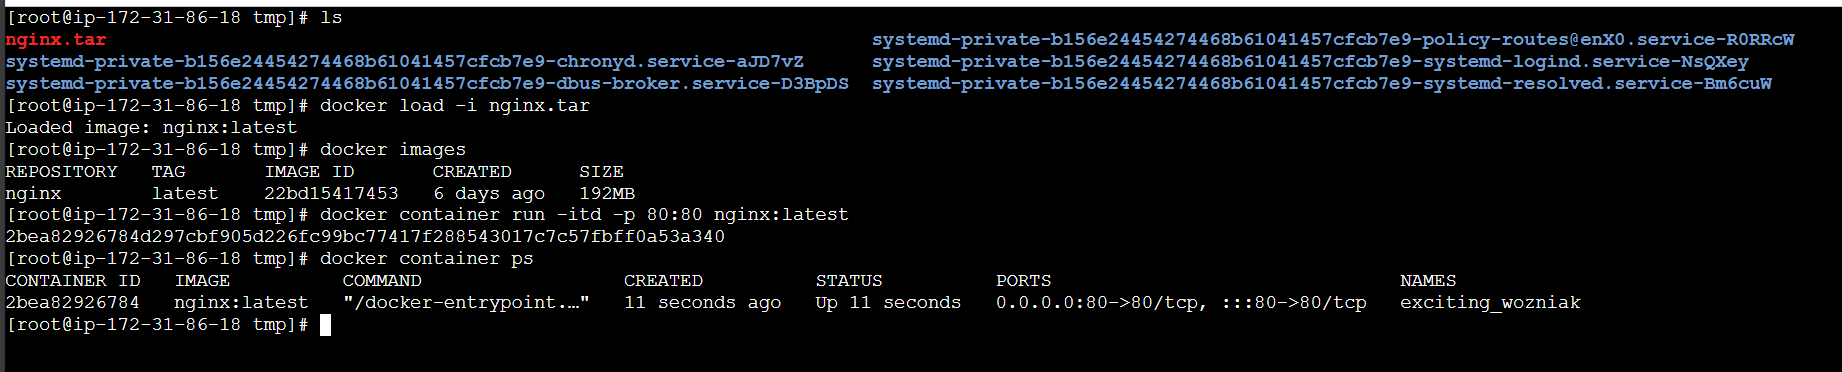 [root@ip-172-31-86-18 tmp]# ls
nginx.tar systemd-private-b156e24454274468b61041457cfcb7e9-policy-routes@enX0.service-R0RRcW
systemd-private-b156e24454274468b61041457cfcb7e9-chronyd.service-aJD7vZ systemd-private-b156e24454274468b61041457cfcb7e9-systemd-logind.service-NsQXey
systemd-private-b156e24454274468b61041457cfcb7e9-dbus-broker.service-D3BpDS systemd-private-b156e24454274468b61041457cfcb7e9-systemd-resolved.service-Bm6cuW
[root@ip-172-31-86-18 tmp]# docker load -i nginx.tar
Loaded image: nginx:latest
[root@ip-172-31-86-18 tmp]# docker images
REPOSITORY TAG IMAGE ID CREATED SIZE
nginx latest 22bd15417453 6 days ago 192MB
[root@ip-172-31-86-18 tmp]# docker container run -itd -p 80:80 nginx:latest
2bea82926784d297cbf905d226fc99bc77417f288543017c7c57fbff0a53a340
[root@ip-172-31-86-18 tmp]# docker container ps
CONTAINER ID IMAGE COMMAND CREATED STATUS PORTS NAMES
2bea82926784 nginx:latest "/docker-entrypoint.…" 11 seconds ago Up 11 seconds 0.0.0.0:80->80/tcp, :::80->80/tcp exciting_wozniak
[root@ip-172-31-86-18 tmp]#